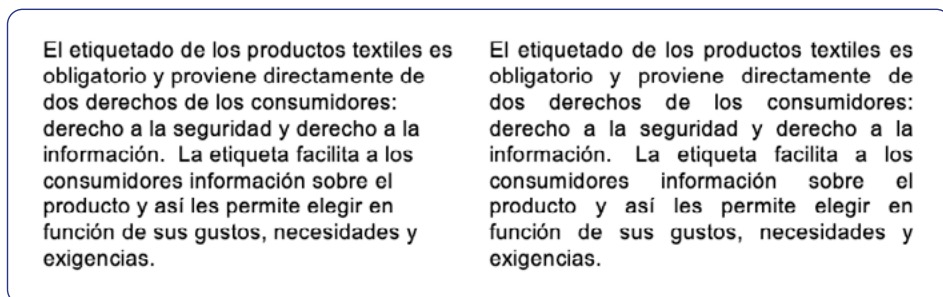 El etiquetado de los productos textiles es
obligatorio y proviene directamente de
dos derechos de los consumidores:
derecho a la seguridad y derecho a la
información.  La etiqueta facilita a los
consumidores información sobre el
producto y así les permite elegir en
función de sus gustos, necesidades y
exigencias.
El etiquetado de los productos textiles es
obligatorio y proviene directamente de
dos derechos de los consumidores:
derecho a la seguridad y derecho a la
información. La etiqueta facilita a los
consumidores información sobre el
producto y así les permite elegir en
función de sus gustos, necesidades y
exigencias.